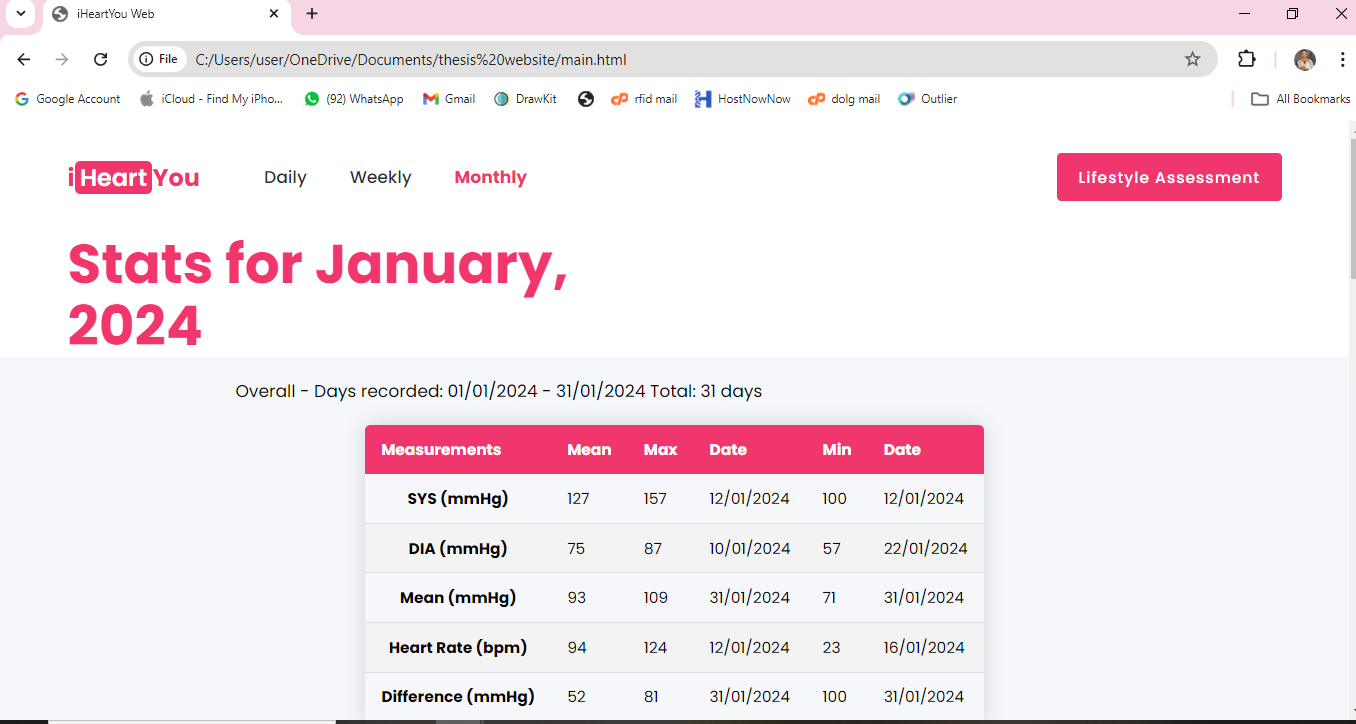 iHeartYou Web
File C:/Users/user/OneDrive/Documents/thesis%20website/main.html
Google Account iCloud - Find My iPho... (92) WhatsApp Gmail DrawKit rfid mail HostNowNow dolg mail Outlier All Bookmarks
iHeartYou Daily Weekly Monthly Lifestyle Assessment
Stats for January,
2024
Overall - Days recorded: 01/01/2024 - 31/01/2024 Total: 31 days
Measurements Mean Max Date Min Date
SYS (mmHg) 127 157 12/01/2024 100 12/01/2024
DIA (mmHg) 75 87 10/01/2024 57 22/01/2024
Mean (mmHg) 93 109 31/01/2024 71 31/01/2024
Heart Rate (bpm) 94 124 12/01/2024 23 16/01/2024
Difference (mmHg) 52 81 31/01/2024 100 31/01/2024